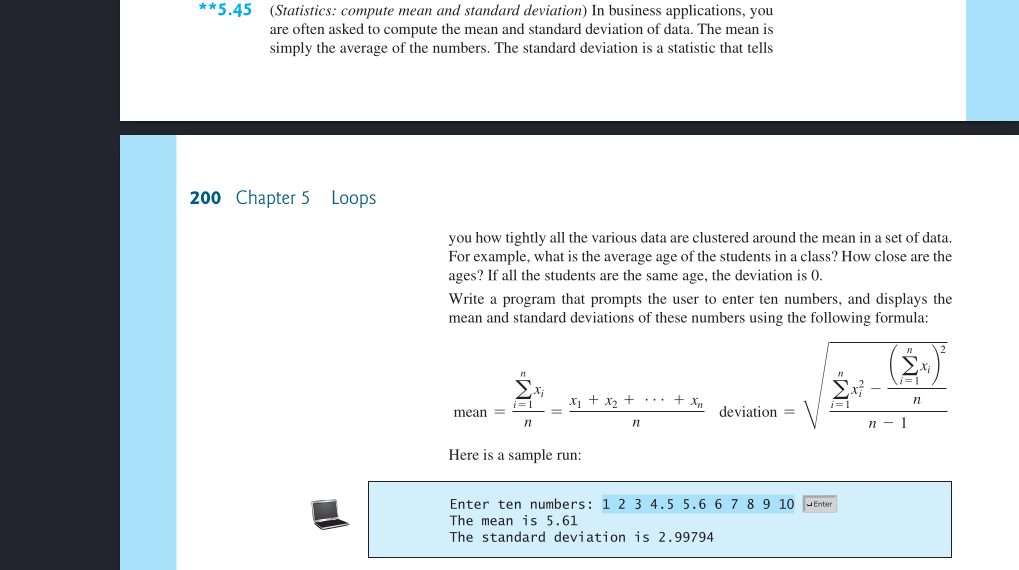 **5.45 (Statistics: compute mean and standard deviation) In business applications, you
are often asked to compute the mean and standard deviation of data. The mean is
simply the average of the numbers. The standard deviation is a statistic that tells
200 Chapter 5 Loops
you how tightly all the various data are clustered around the mean in a set of data.
For example, what is the average age of the students in a class? How close are the
ages? If all the students are the same age, the deviation is 0.
Write a program that prompts the user to enter ten numbers, and displays the
mean and standard deviations of these numbers using the following formula:
mean = \frac{\sum_{i=1}^{n} x_i}{n} = \frac{x_1 + x_2 + \cdots + x_n}{n} deviation = \sqrt{\frac{\sum_{i=1}^{n} x_i^2 - \frac{\left(\sum_{i=1}^{n} x_i\right)^2}{n}}{n - 1}}
Here is a sample run:
Enter ten numbers: 1 2 3 4.5 5.6 6 7 8 9 10 ↵Enter
The mean is 5.61
The standard deviation is 2.99794